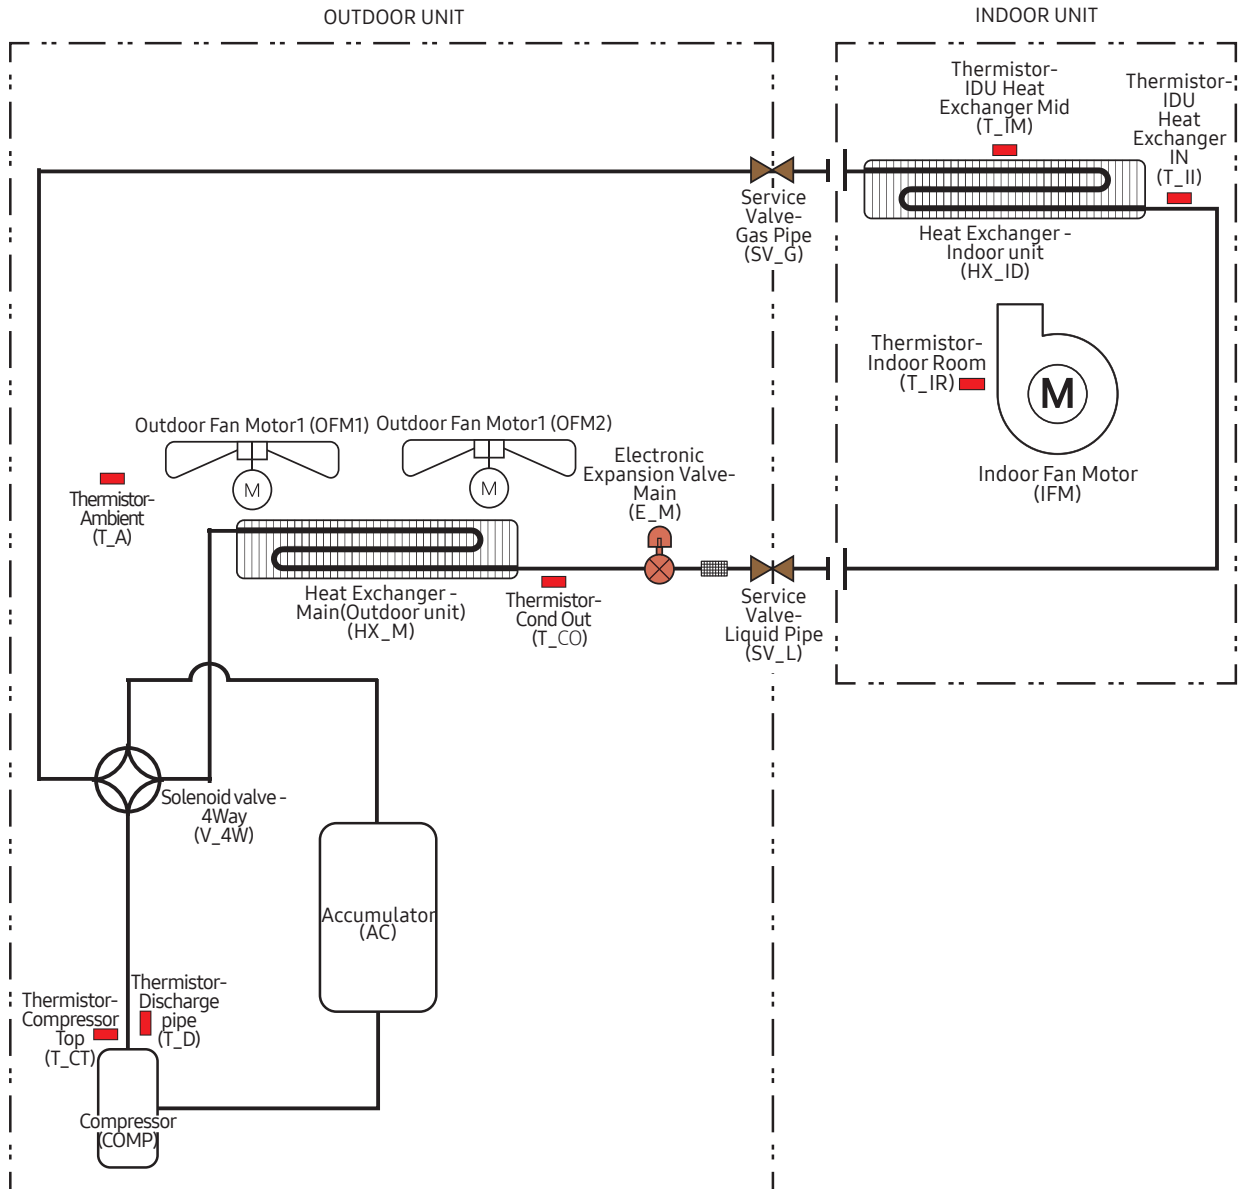 OUTDOOR UNIT
INDOOR UNIT
Thermistor-
IDU Heat
Exchanger Mid
(T_IM)
Thermistor-
IDU
Heat
Exchanger
IN
(T_II)
Service
Valve-
Gas Pipe
(SV_G)
Heat Exchanger -
Indoor unit
(HX_ID)
Thermistor-
Indoor Room
(T_IR)
M
Indoor Fan Motor
(IFM)
Outdoor Fan Motor1 (OFM1)
Outdoor Fan Motor1 (OFM2)
M
M
Electronic
Expansion Valve-
Main
(E_M)
Thermistor-
Ambient
(T_A)
Heat Exchanger -
Main(Outdoor unit)
(HX_M)
Thermistor-
Cond Out
(T_CO)
Service
Valve-
Liquid Pipe
(SV_L)
Solenoid valve -
4Way
(V_4W)
Accumulator
(AC)
Thermistor-
Compressor
Top
(T_CT)
Thermistor-
Discharge
pipe
(T_D)
Compressor
(COMP)